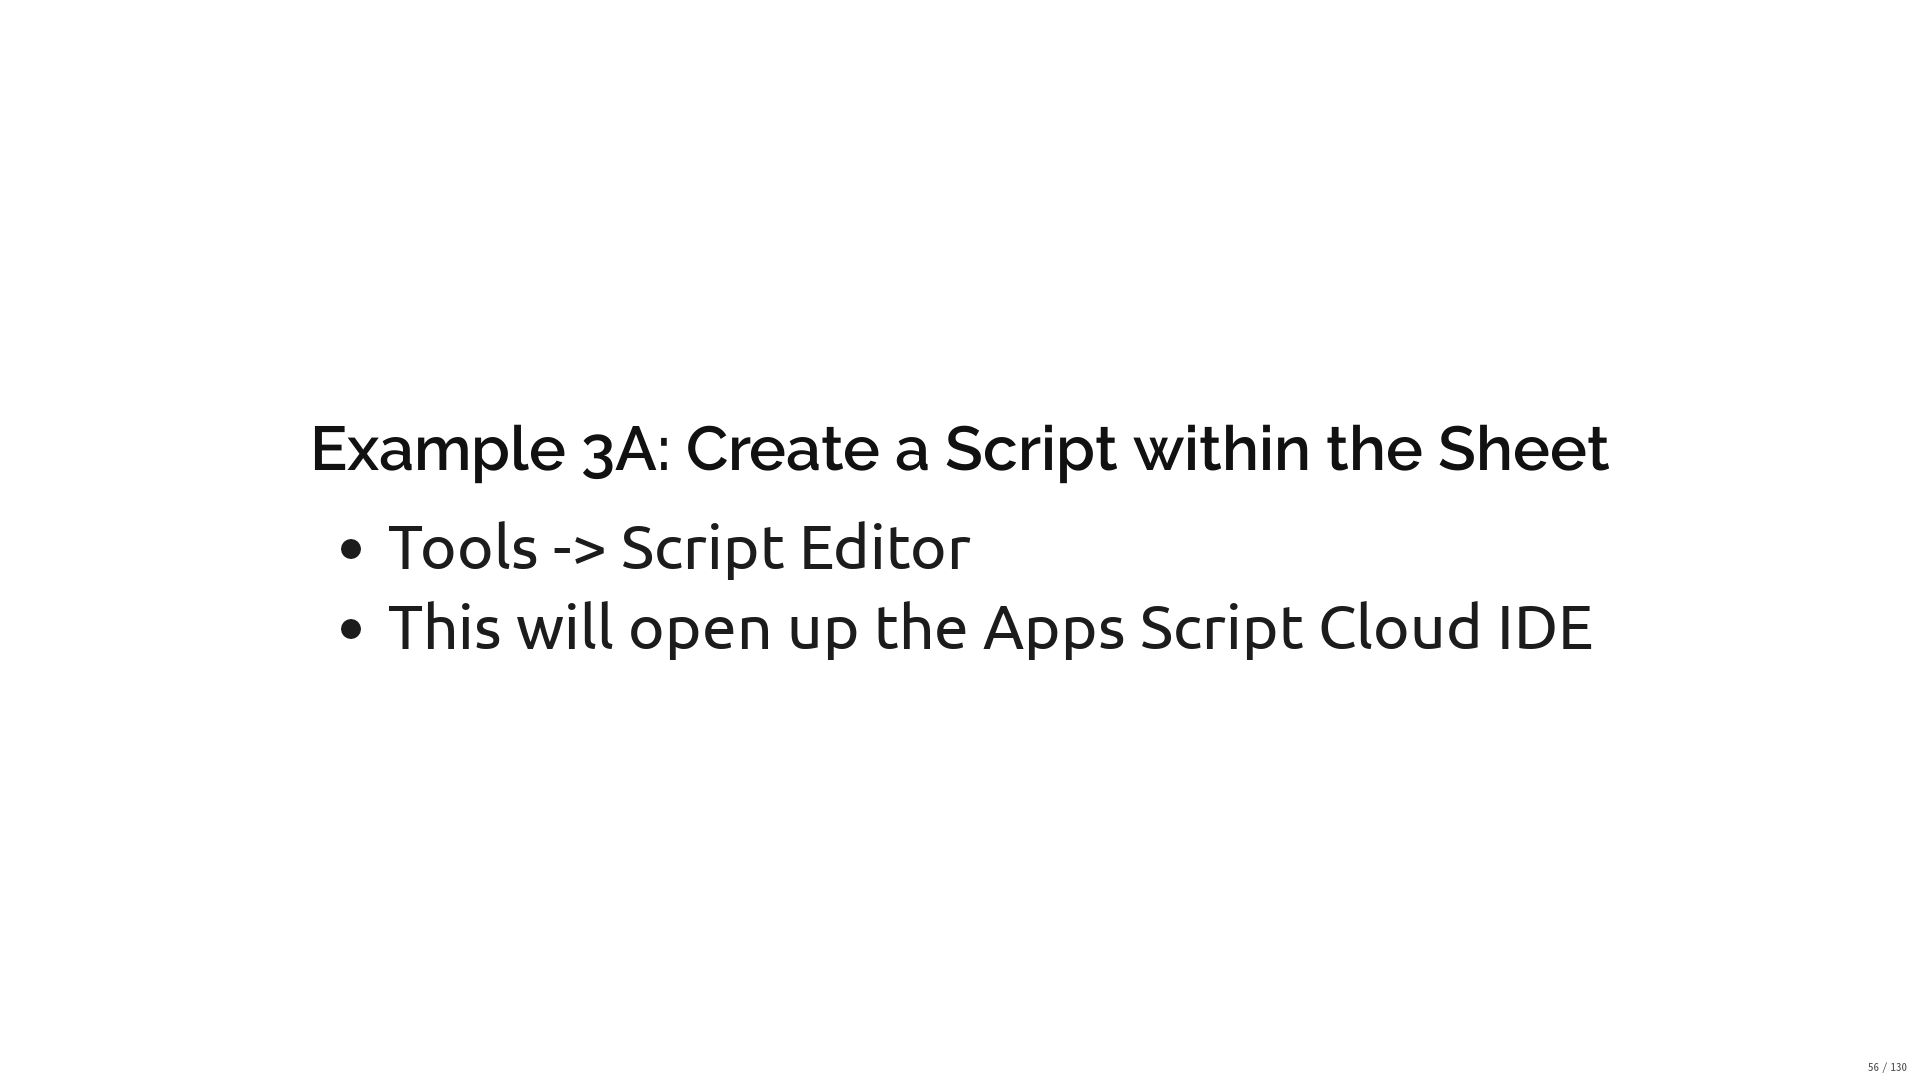 Example 3A: Create a Script within the Sheet
• Tools -> Script Editor
• This will open up the Apps Script Cloud IDE
56 / 130